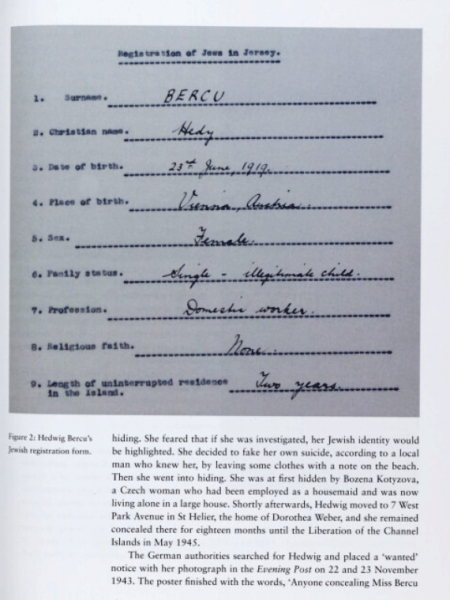 Registration of Jews in Jersey.
1. Surname. BERCU
2. Christian name. Hedy
3. Date of birth. 23rd June, 1919.
4. Place of birth. Vienna, Austria.
5. Sex. Female.
6. Family status. Single - illegitimate child.
7. Profession. Domestic worker.
8. Religious faith. None.
9. Length of uninterrupted residence Two years.
in the island.
Figure 2: Hedwig Bercu's
Jewish registration form.
hiding. She feared that if she was investigated, her Jewish identity would
be highlighted. She decided to fake her own suicide, according to a local
man who knew her, by leaving some clothes with a note on the beach.
Then she went into hiding. She was at first hidden by Bozena Kotyzova,
a Czech woman who had been employed as a housemaid and was now
living alone in a large house. Shortly afterwards, Hedwig moved to 7 West
Park Avenue in St Helier, the home of Dorothea Weber, and she remained
concealed there for eighteen months until the Liberation of the Channel
Islands in May 1945.
The German authorities searched for Hedwig and placed a 'wanted'
notice with her photograph in the Evening Post on 22 and 23 November
1943. The poster finished with the words, 'Anyone concealing Miss Bercu